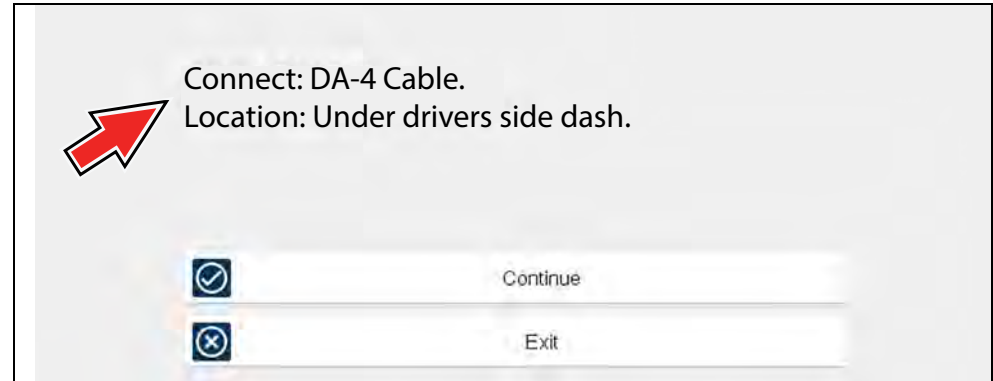 Connect: DA-4 Cable.
Location: Under drivers side dash.
Continue
Exit